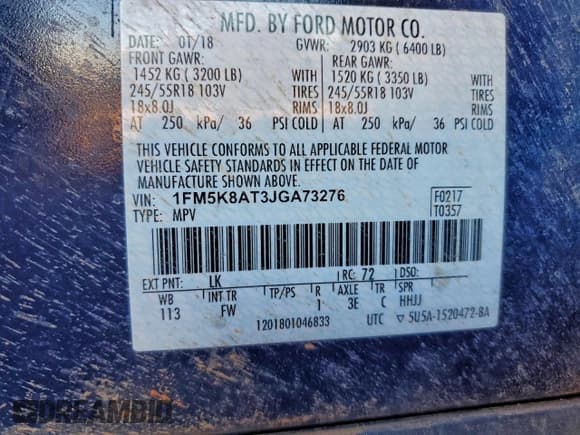 MFD. BY FORD MOTOR CO.
DATE: 01/18 GVWR: 2903 KG ( 6400 LB)
FRONT GAWR: REAR GAWR:
1452 KG ( 3200 LB) WITH 1520 KG ( 3350 LB) WITH
245/55R18 103V TIRES 245/55R18 103V TIRES
18x8.0J RIMS 18x8.0J RIMS
AT 250 kPa/ 36 PSI COLD AT 250 kPa/ 36 PSI COLD
THIS VEHICLE CONFORMS TO ALL APPLICABLE FEDERAL MOTOR
VEHICLE SAFETY STANDARDS IN EFFECT ON THE DATE OF
MANUFACTURE SHOWN ABOVE.
VIN: 1FM5K8AT3JGA73276 F0217
TYPE: MPV T0357
EXT PNT: LK RC: 72 DSO:
WB INT TR TP/PS R AXLE TR SPR
113 FW 1 3E C HHJJ
1201801046833 UTC ▽ 5U5A-1520472-BA
DREAMBID